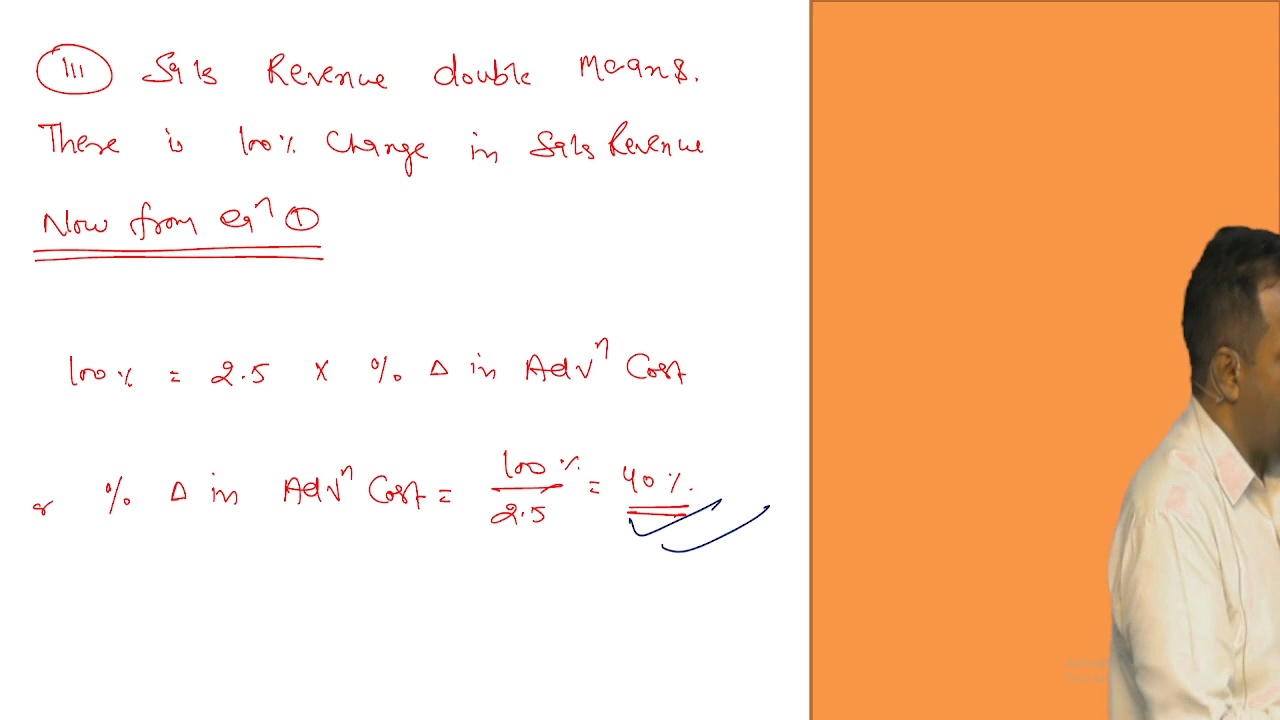 (III) Sales Revenue double Means.
There is 100% Change in Sales Revenue
Now from eqⁿ ①
100% = 2.5 × % Δ in Advⁿ Cost
or % Δ in Advⁿ Cost = 100% / 2.5 = 40%.